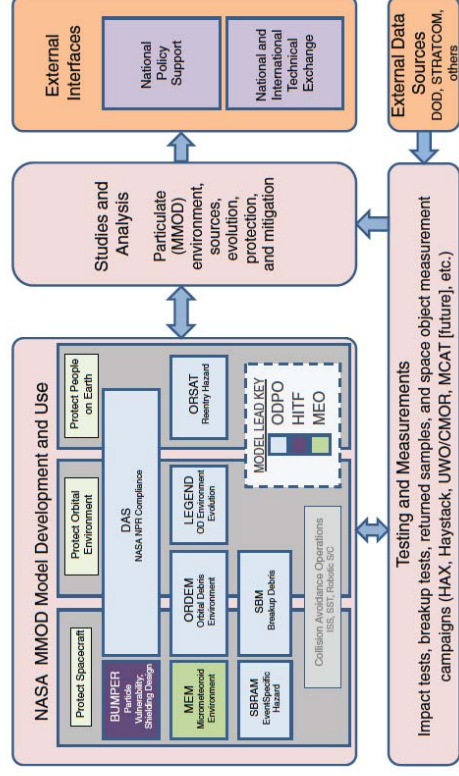 NASA MMOD Model Development and Use
Protect Spacecraft
Protect Orbital
Environment
Protect People
on Earth
BUMPER
Particle
Vulnerability;
Shielding Design
DAS
NASA NPR Compliance
MEM
Micrometeoroid
Environment
ORDEM
Orbital Debris
Environment
LEGEND
OD Environment
Evolution
ORSAT
Reentry Hazard
SBRAM
EventSpecific
Hazard
SBM
Breakup Debris
Collision Avoidance Operations
ISS, SST, Robotic S/C
MODEL LEAD KEY
ODPO
HITF
MEO
Studies and
Analysis
Particulate
(MMOD)
environment,
sources,
evolution,
protection,
and mitigation
External
Interfaces
National
Policy
Support
National and
International
Technical
Exchange
Testing and Measurements
Impact tests, breakup tests, returned samples, and space object measurement
campaigns (HAX, Haystack, UWO/CMOR, MCAT [future], etc.)
External Data
Sources
DOD, STRATCOM,
others